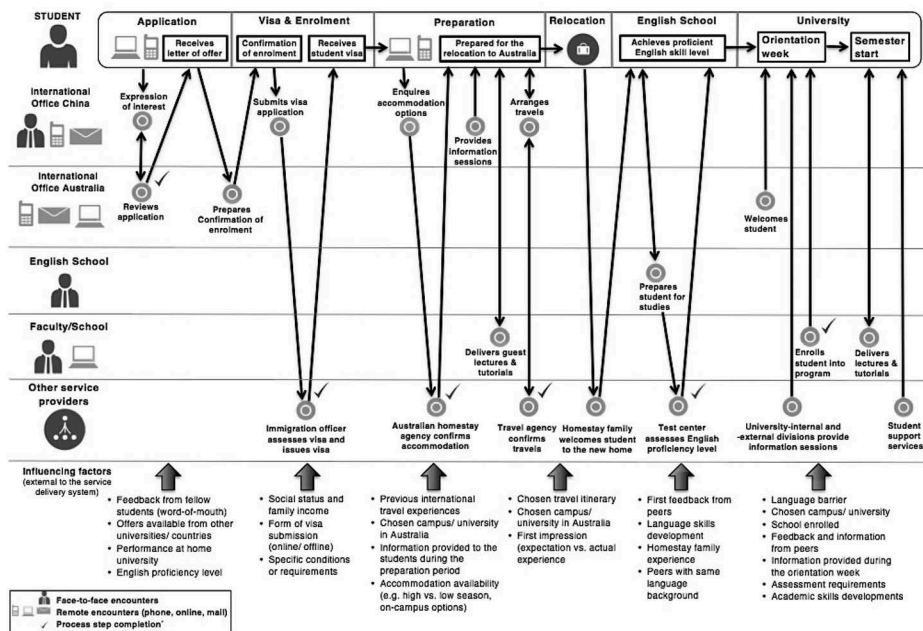 STUDENT
Application
Visa & Enrolment
Preparation
Relocation
English School
University
Receives
letter of offer
Confirmation
of enrolment
Receives
student visa
Prepared for the
relocation to Australia
Achieves proficient
English skill level
Orientation
week
Semester
start
International
Office China
Expression
of interest
Submits visa
application
Enquires
accommodation
options
Provides
information
sessions
Arranges
travels
International
Office Australia
Reviews
application
Prepares
Confirmation of
enrolment
Welcomes
student
English School
Prepares
student for
studies
Faculty/School
Delivers guest
lectures &
tutorials
Enrolls
student into
program
Delivers
lectures &
tutorials
Other service
providers
Immigration officer
assesses visa and
issues visa
Australian homestay
agency confirms
accommodation
Travel agency
confirms
travels
Homestay family
welcomes student
to the new home
Test center
assesses English
proficiency level
University-internal and
-external divisions provide
information sessions
Student
support
services
Influencing factors
(external to the service
delivery system)
• Feedback from fellow
students (word-of-mouth)
• Offers available from other
universities/ countries
• Performance at home
university
• English proficiency level
• Social status and
family income
• Form of visa
submission
(online/ offline)
• Specific conditions
or requirements
• Previous international
travel experiences
• Chosen campus/ university
in Australia
• Information provided to the
students during the
preparation period
• Accommodation availability
(e.g. high vs. low season,
on-campus options)
• Chosen travel itinerary
• Chosen campus/
university in Australia
• First impression
(expectation vs. actual
experience)
• First feedback from
peers
• Language skills
development
• Homestay family
experience
• Peers with same
language
background
• Language barrier
• Chosen campus/ university
• School enrolled
• Feedback and information
from peers
• Information provided during
the orientation week
• Assessment requirements
• Academic skills developments
Face-to-face encounters
Remote encounters (phone, online, mail)
Process step completion*